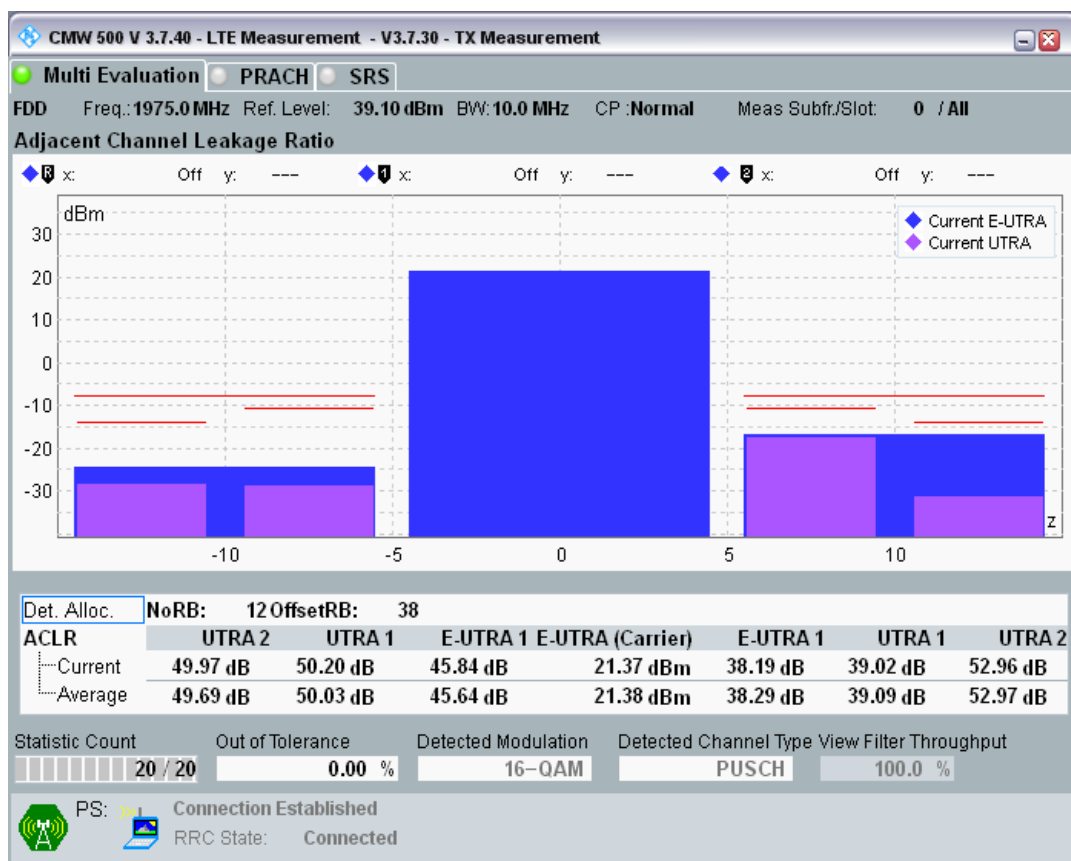 CMW 500 V 3.7.40 - LTE Measurement - V3.7.30 - TX Measurement
Multi Evaluation PRACH SRS
FDD Freq.: 1975.0 MHz Ref. Level: 39.10 dBm BW: 10.0 MHz CP :Normal Meas Subfr./Slot: 0 / All
Adjacent Channel Leakage Ratio
R x: Off y: --- 1 x: Off y: --- 2 x: Off y: ---
dBm
Current E-UTRA
Current UTRA
30
20
10
0
-10
-20
-30
z
-10 -5 0 5 10
Det. Alloc. NoRB: 12 OffsetRB: 38
ACLR UTRA 2 UTRA 1 E-UTRA 1 E-UTRA (Carrier) E-UTRA 1 UTRA 1 UTRA 2
Current 49.97 dB 50.20 dB 45.84 dB 21.37 dBm 38.19 dB 39.02 dB 52.96 dB
Average 49.69 dB 50.03 dB 45.64 dB 21.38 dBm 38.29 dB 39.09 dB 52.97 dB
Statistic Count Out of Tolerance Detected Modulation Detected Channel Type View Filter Throughput
20 / 20 0.00 % 16-QAM PUSCH 100.0 %
PS: Connection Established
RRC State: Connected